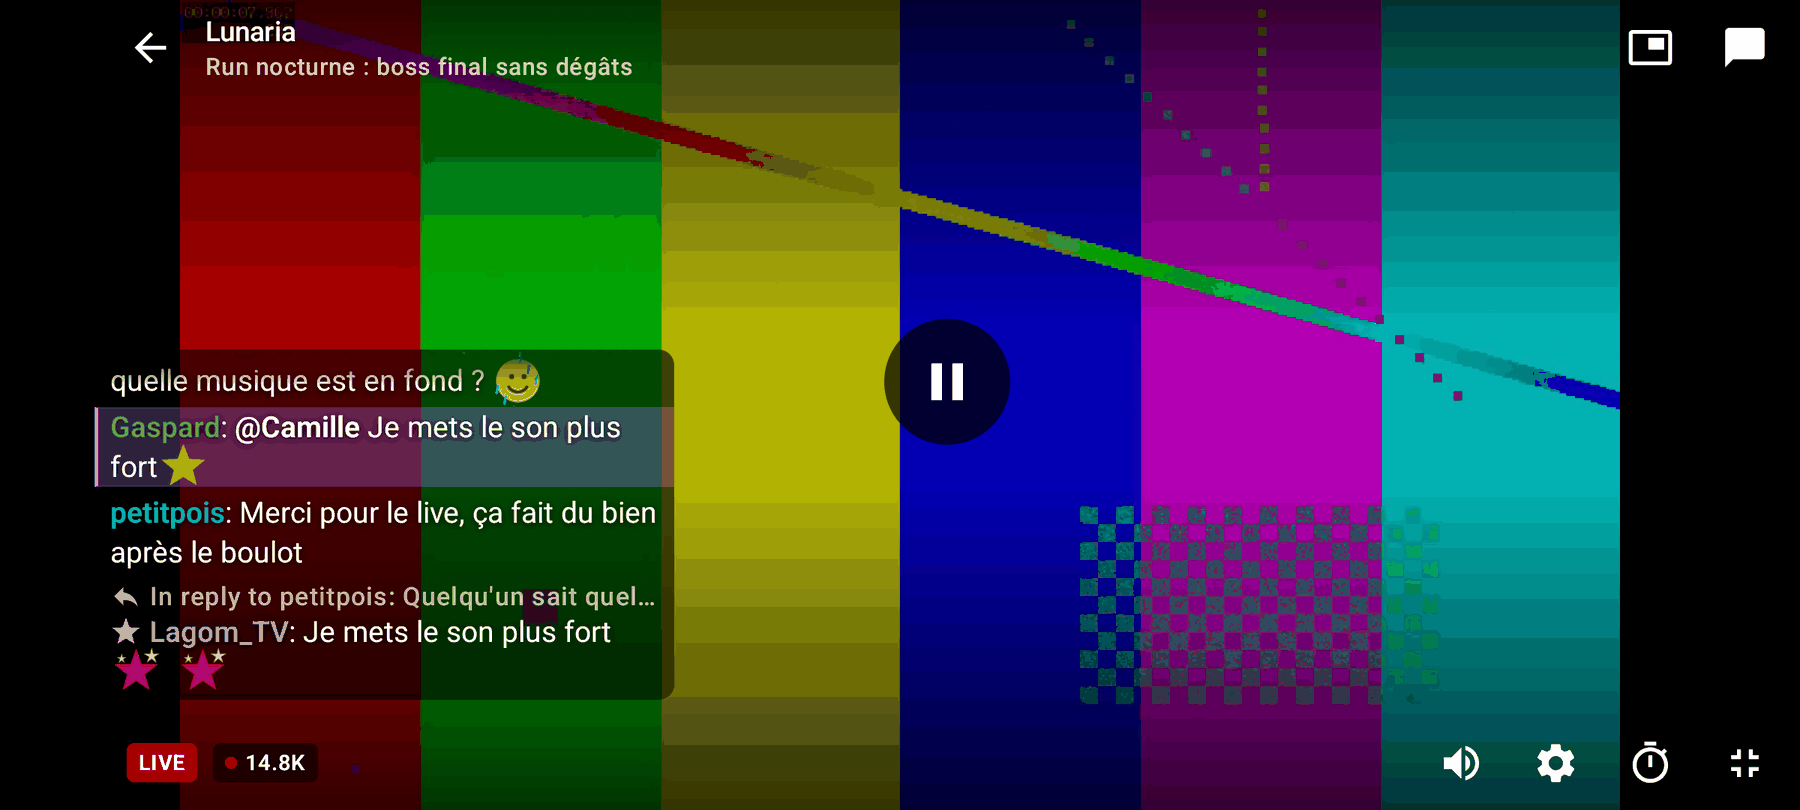 Lunaria
Run nocturne : boss final sans dégâts
quelle musique est en fond ?
Gaspard: @Camille Je mets le son plus
fort
petitpois: Merci pour le live, ça fait du bien
après le boulot
In reply to petitpois: Quelqu'un sait quel...
Lagom_TV: Je mets le son plus fort
LIVE
14.8K